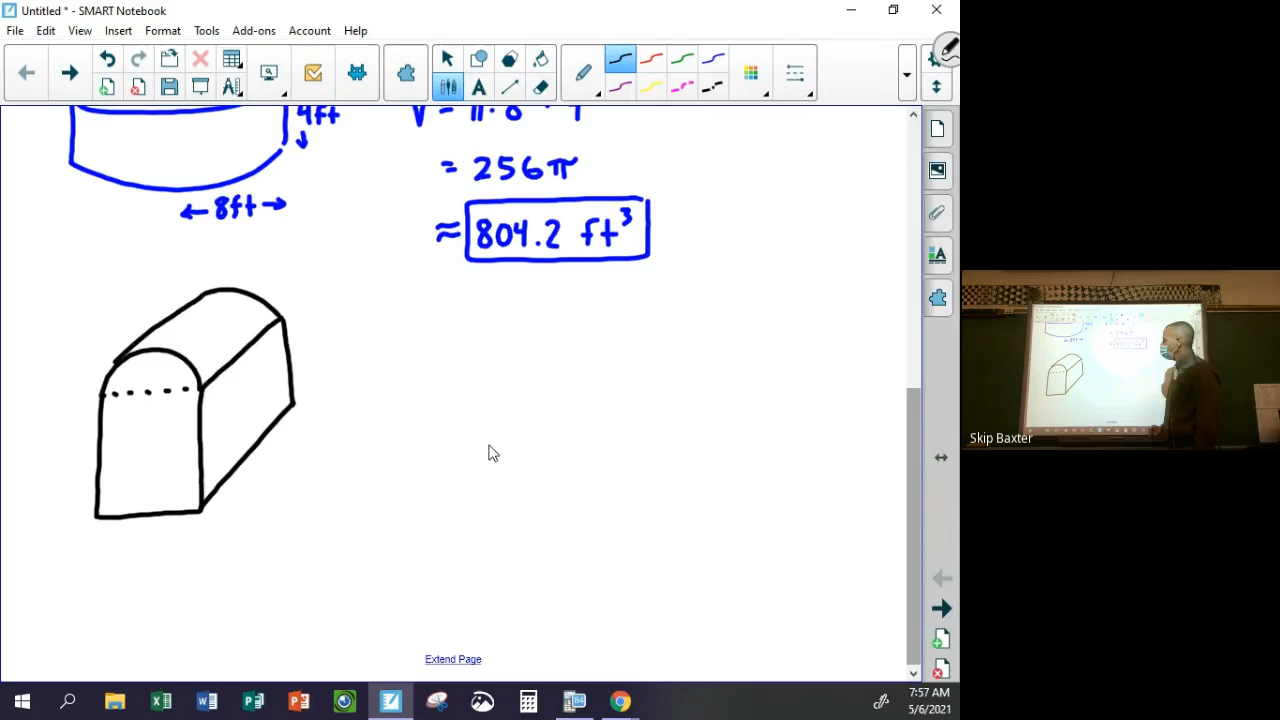 Untitled * - SMART Notebook
File Edit View Insert Format Tools Add-ons Account Help
4ft
= 256π
← 8ft →
≈ 804.2 ft³
Skip Baxter
Extend Page
7:57 AM
5/6/2021